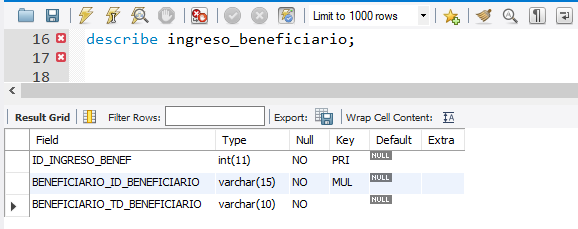 Limit to 1000 rows
16 describe ingreso_beneficiario;
17
18
Result Grid Filter Rows: Export: Wrap Cell Content: IA
Field Type Null Key Default Extra
ID_INGRESO_BENEF int(11) NO PRI NULL
BENEFICIARIO_ID_BENEFICIARIO varchar(15) NO MUL NULL
BENEFICIARIO_TD_BENEFICIARIO varchar(10) NO NULL